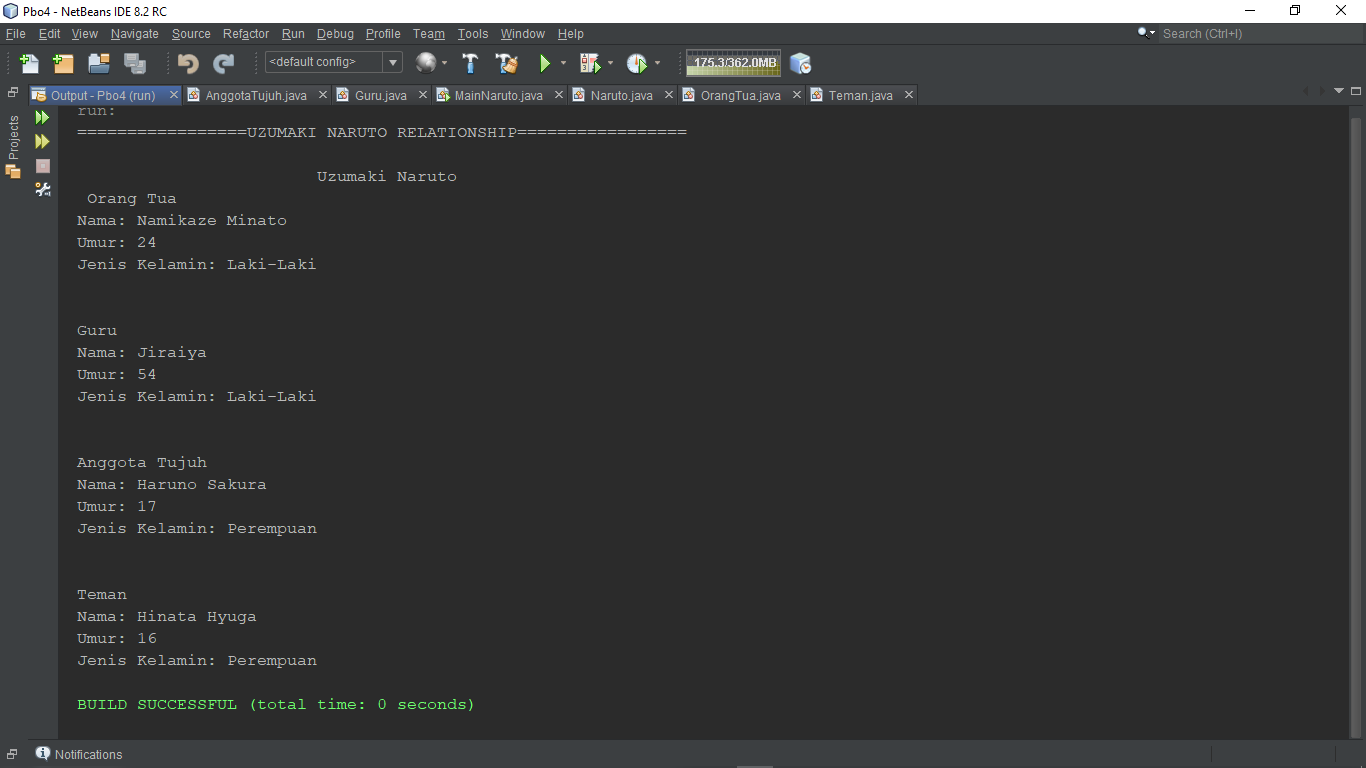 Pbo4 - NetBeans IDE 8.2 RC
File Edit View Navigate Source Refactor Run Debug Profile Team Tools Window Help
Search (Ctrl+I)
<default config>
175.3/362.0MB
Output - Pbo4 (run) AnggotaTujuh.java Guru.java MainNaruto.java Naruto.java OrangTua.java Teman.java
Projects
run:
=================UZUMAKI NARUTO RELATIONSHIP=================
Uzumaki Naruto
Orang Tua
Nama: Namikaze Minato
Umur: 24
Jenis Kelamin: Laki-Laki
Guru
Nama: Jiraiya
Umur: 54
Jenis Kelamin: Laki-Laki
Anggota Tujuh
Nama: Haruno Sakura
Umur: 17
Jenis Kelamin: Perempuan
Teman
Nama: Hinata Hyuga
Umur: 16
Jenis Kelamin: Perempuan
BUILD SUCCESSFUL (total time: 0 seconds)
Notifications